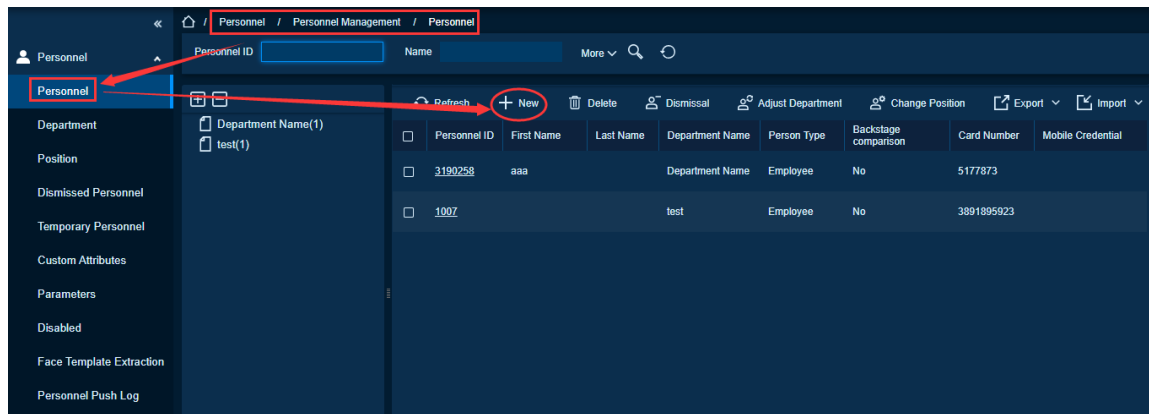 « / Personnel / Personnel Management / Personnel
Personnel ID Name More
Personnel
Personnel
Department
Position
Dismissed Personnel
Temporary Personnel
Custom Attributes
Parameters
Disabled
Face Template Extraction
Personnel Push Log
Department Name(1)
test(1)
Refresh + New Delete Dismissal Adjust Department Change Position Export Import
Personnel ID First Name Last Name Department Name Person Type Backstage comparison Card Number Mobile Credential
3190258 aaa Department Name Employee No 5177873
1007 test Employee No 3891895923